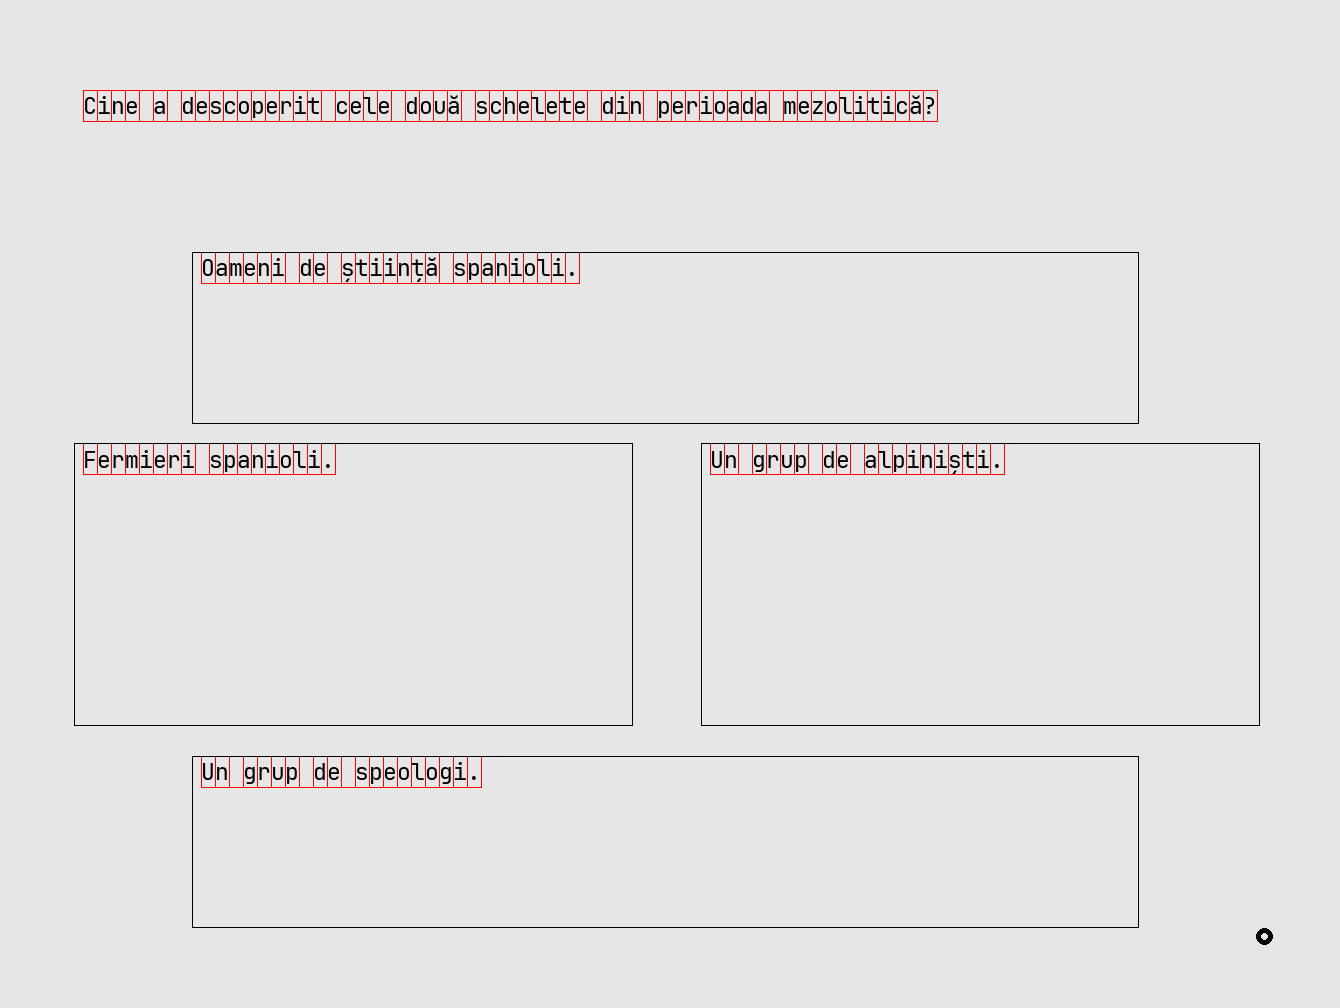 Cine a descoperit cele două schelete din perioada mezolitică?
Oameni de știință spanioli.
Fermieri spanioli.
Un grup de alpiniști.
Un grup de speologi.